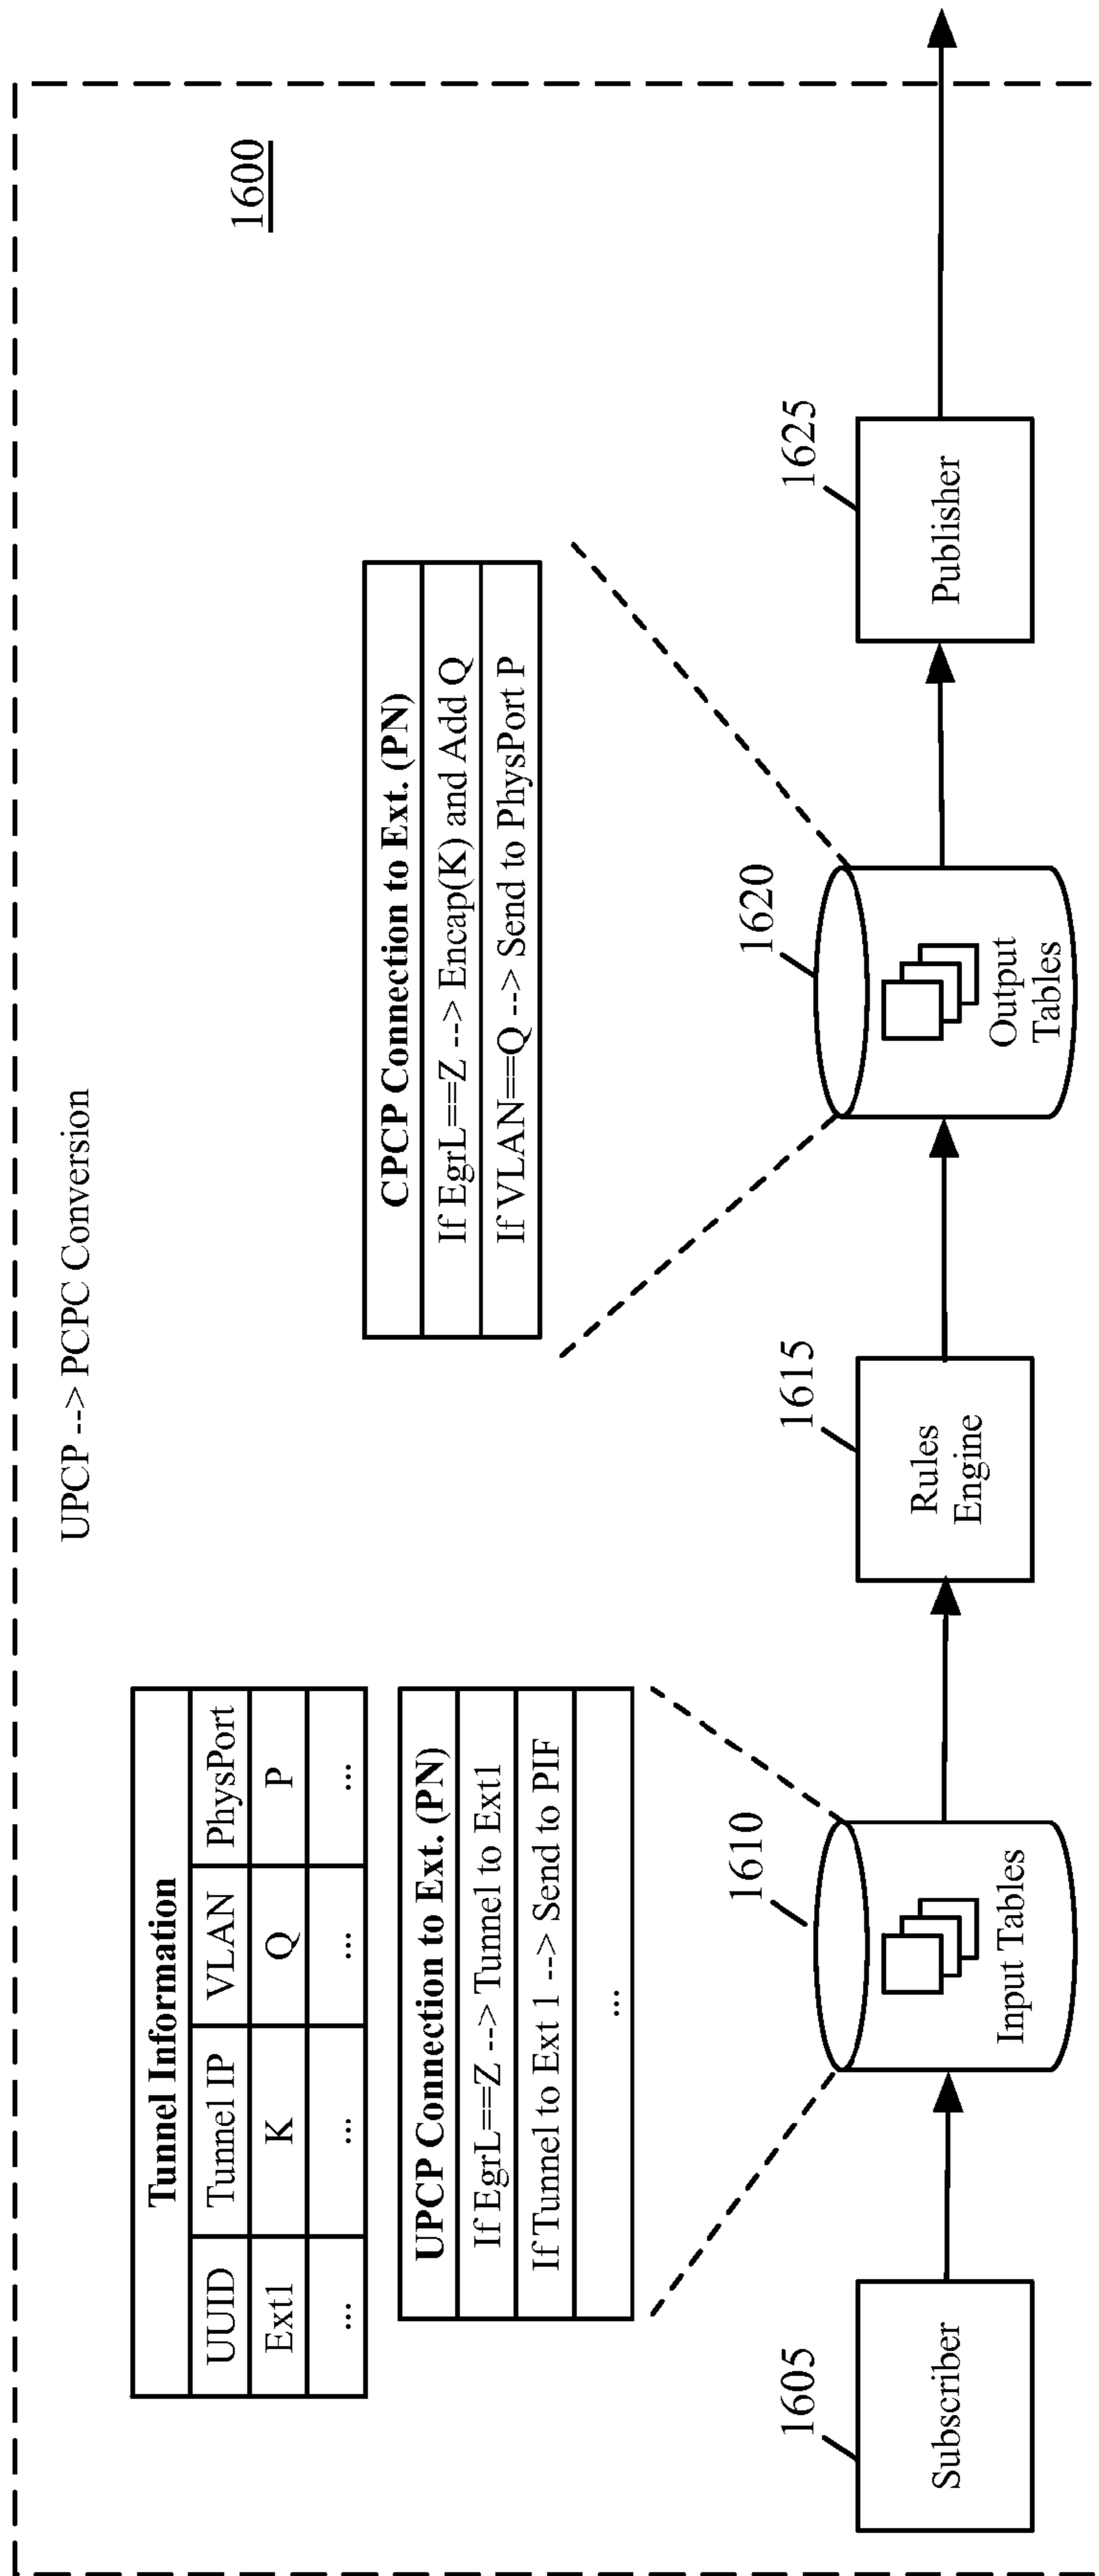 UPCP --> PCPC Conversion
1600
Tunnel Information
UUID Tunnel IP VLAN PhysPort
Ext1 K Q P
... ... ... ...
UPCP Connection to Ext. (PN)
If EgrL==Z --> Tunnel to Ext1
If Tunnel to Ext 1 --> Send to PIF
...
CPCP Connection to Ext. (PN)
If EgrL==Z --> Encap(K) and Add Q
If VLAN==Q --> Send to PhysPort P
1605
Subscriber
1610
Input Tables
1615
Rules
Engine
1620
Output
Tables
1625
Publisher